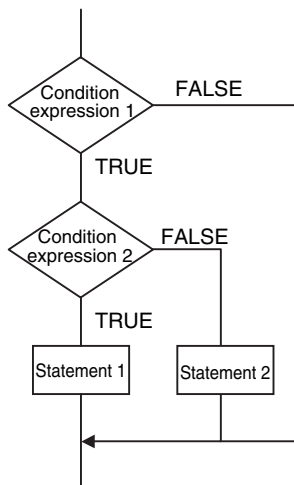 Condition
expression 1
FALSE
TRUE
Condition
expression 2
FALSE
TRUE
Statement 1
Statement 2